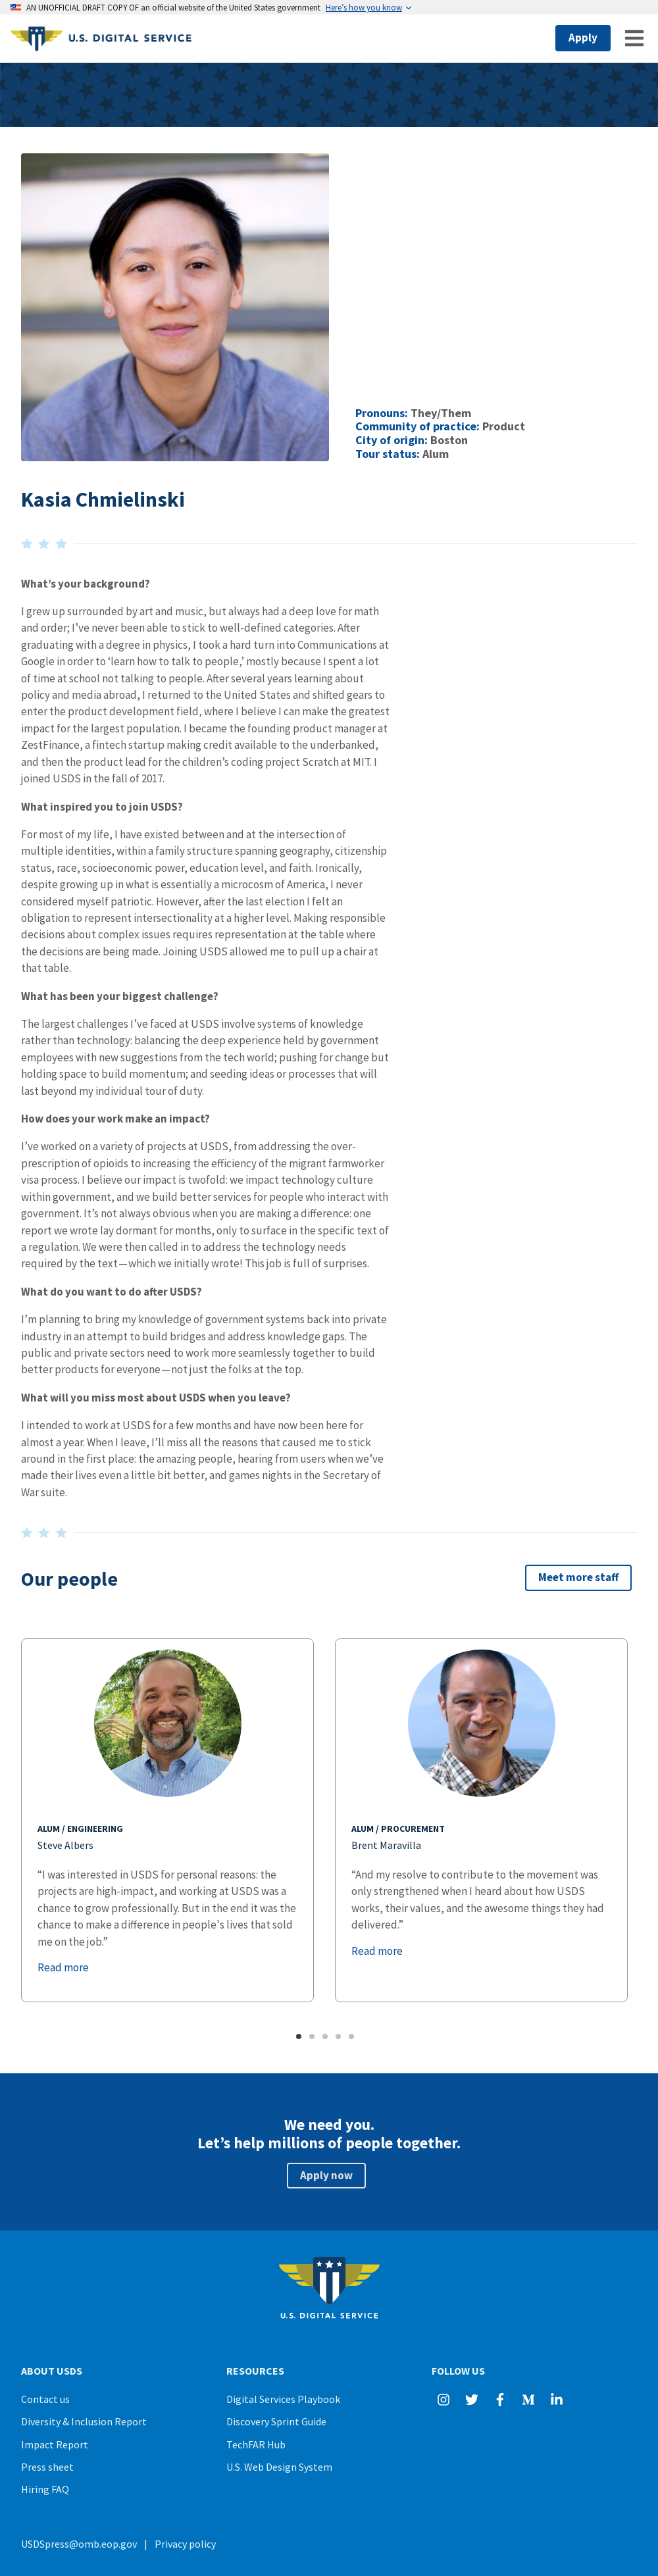 AN UNOFFICIAL DRAFT COPY OF an official website of the United States government Here’s how you know
U.S. DIGITAL SERVICE
Apply
Pronouns: They/Them
Community of practice: Product
City of origin: Boston
Tour status: Alum
Kasia Chmielinski
What’s your background?
I grew up surrounded by art and music, but always had a deep love for math
and order; I’ve never been able to stick to well-defined categories. After
graduating with a degree in physics, I took a hard turn into Communications at
Google in order to ‘learn how to talk to people,’ mostly because I spent a lot
of time at school not talking to people. After several years learning about
policy and media abroad, I returned to the United States and shifted gears to
enter the product development field, where I believe I can make the greatest
impact for the largest population. I became the founding product manager at
ZestFinance, a fintech startup making credit available to the underbanked,
and then the product lead for the children’s coding project Scratch at MIT. I
joined USDS in the fall of 2017.
What inspired you to join USDS?
For most of my life, I have existed between and at the intersection of
multiple identities, within a family structure spanning geography, citizenship
status, race, socioeconomic power, education level, and faith. Ironically,
despite growing up in what is essentially a microcosm of America, I never
considered myself patriotic. However, after the last election I felt an
obligation to represent intersectionality at a higher level. Making responsible
decisions about complex issues requires representation at the table where
the decisions are being made. Joining USDS allowed me to pull up a chair at
that table.
What has been your biggest challenge?
The largest challenges I’ve faced at USDS involve systems of knowledge
rather than technology: balancing the deep experience held by government
employees with new suggestions from the tech world; pushing for change but
holding space to build momentum; and seeding ideas or processes that will
last beyond my individual tour of duty.
How does your work make an impact?
I’ve worked on a variety of projects at USDS, from addressing the over-
prescription of opioids to increasing the efficiency of the migrant farmworker
visa process. I believe our impact is twofold: we impact technology culture
within government, and we build better services for people who interact with
government. It’s not always obvious when you are making a difference: one
report we wrote lay dormant for months, only to surface in the specific text of
a regulation. We were then called in to address the technology needs
required by the text — which we initially wrote! This job is full of surprises.
What do you want to do after USDS?
I’m planning to bring my knowledge of government systems back into private
industry in an attempt to build bridges and address knowledge gaps. The
public and private sectors need to work more seamlessly together to build
better products for everyone — not just the folks at the top.
What will you miss most about USDS when you leave?
I intended to work at USDS for a few months and have now been here for
almost a year. When I leave, I’ll miss all the reasons that caused me to stick
around in the first place: the amazing people, hearing from users when we’ve
made their lives even a little bit better, and games nights in the Secretary of
War suite.
Our people
Meet more staff
ALUM / ENGINEERING
Steve Albers
“I was interested in USDS for personal reasons: the
projects are high-impact, and working at USDS was a
chance to grow professionally. But in the end it was the
chance to make a difference in people's lives that sold
me on the job.”
Read more
ALUM / PROCUREMENT
Brent Maravilla
“And my resolve to contribute to the movement was
only strengthened when I heard about how USDS
works, their values, and the awesome things they had
delivered.”
Read more
We need you.
Let’s help millions of people together.
Apply now
U.S. DIGITAL SERVICE
ABOUT USDS
Contact us
Diversity & Inclusion Report
Impact Report
Press sheet
Hiring FAQ
RESOURCES
Digital Services Playbook
Discovery Sprint Guide
TechFAR Hub
U.S. Web Design System
FOLLOW US
USDSpress@omb.eop.gov | Privacy policy